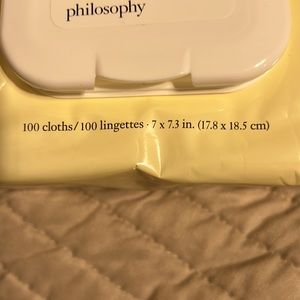 philosophy
100 cloths/100 lingettes · 7 x 7.3 in. (17.8 x 18.5 cm)